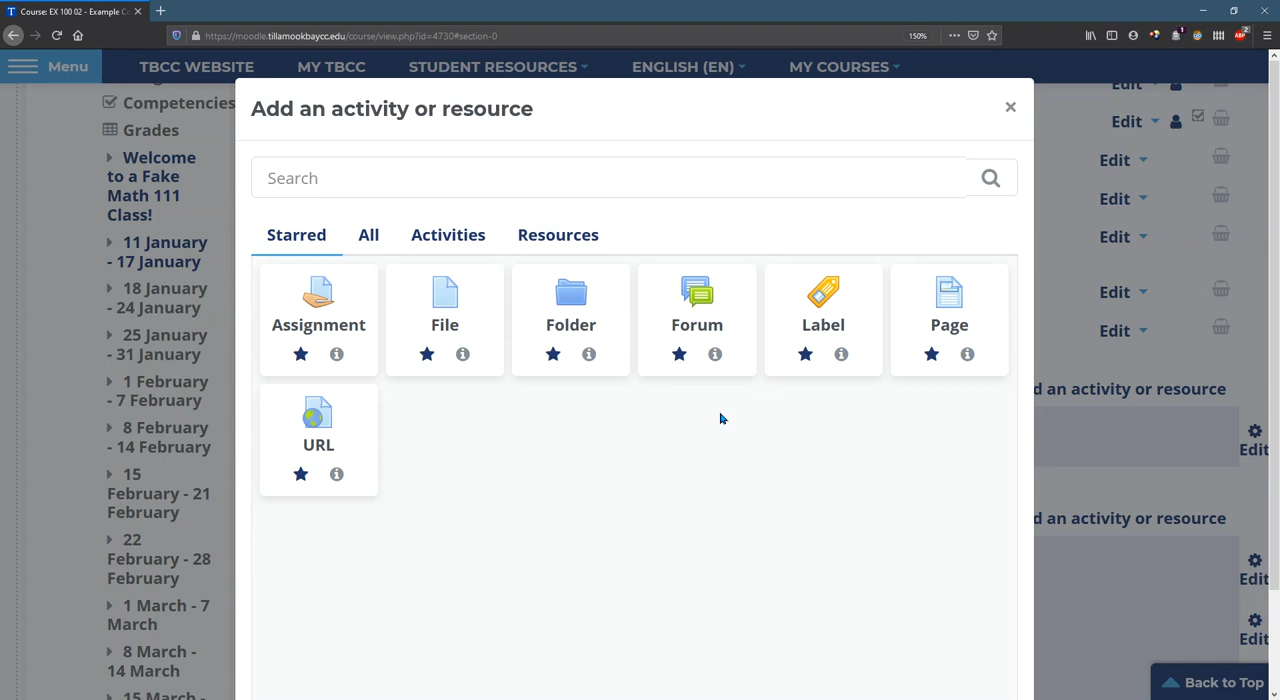 Course: EX 100 02 - Example C
https://moodle.tillamookbaycc.edu/course/view.php?id=4730#section-0
150%
Menu
TBCC WEBSITE
MY TBCC
STUDENT RESOURCES
ENGLISH (EN)
MY COURSES
Competencies
Grades
Welcome
to a Fake
Math 111
Class!
11 January
- 17 January
18 January
- 24 January
25 January
- 31 January
1 February
- 7 February
8 February
- 14 February
15
February - 21
February
22
February - 28
February
1 March - 7
March
8 March -
14 March
15 March -
Add an activity or resource
×
Search
Starred
All
Activities
Resources
Assignment
File
Folder
Forum
Label
Page
URL
Edit
Edit
Edit
Edit
Edit
Edit
Edit
d an activity or resource
Edit
d an activity or resource
Edit
Edit
Back to Top